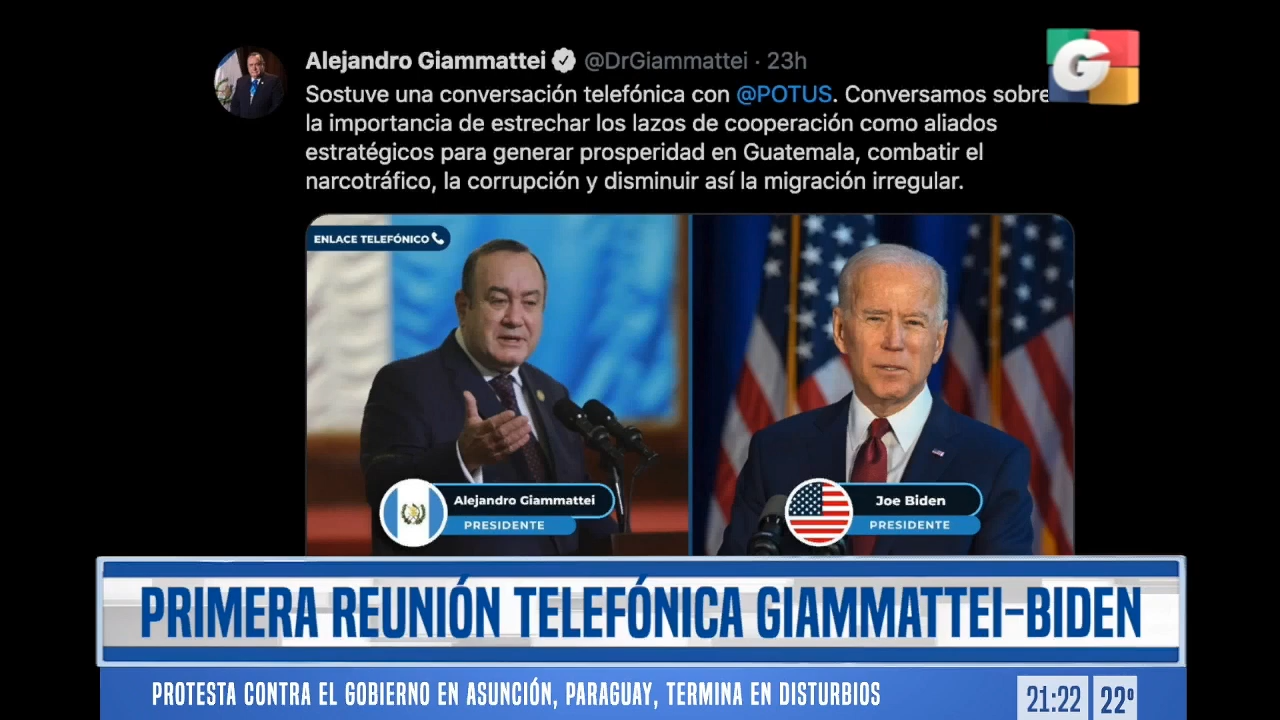 Alejandro Giammattei @DrGiammattei · 23h
Sostuve una conversación telefónica con @POTUS. Conversamos sobre
la importancia de estrechar los lazos de cooperación como aliados
estratégicos para generar prosperidad en Guatemala, combatir el
narcotráfico, la corrupción y disminuir así la migración irregular.
G
ENLACE TELEFÓNICO
Alejandro Giammattei
PRESIDENTE
Joe Biden
PRESIDENTE
PRIMERA REUNIÓN TELEFÓNICA GIAMMATTEI-BIDEN
PROTESTA CONTRA EL GOBIERNO EN ASUNCIÓN, PARAGUAY, TERMINA EN DISTURBIOS
21:22 22º